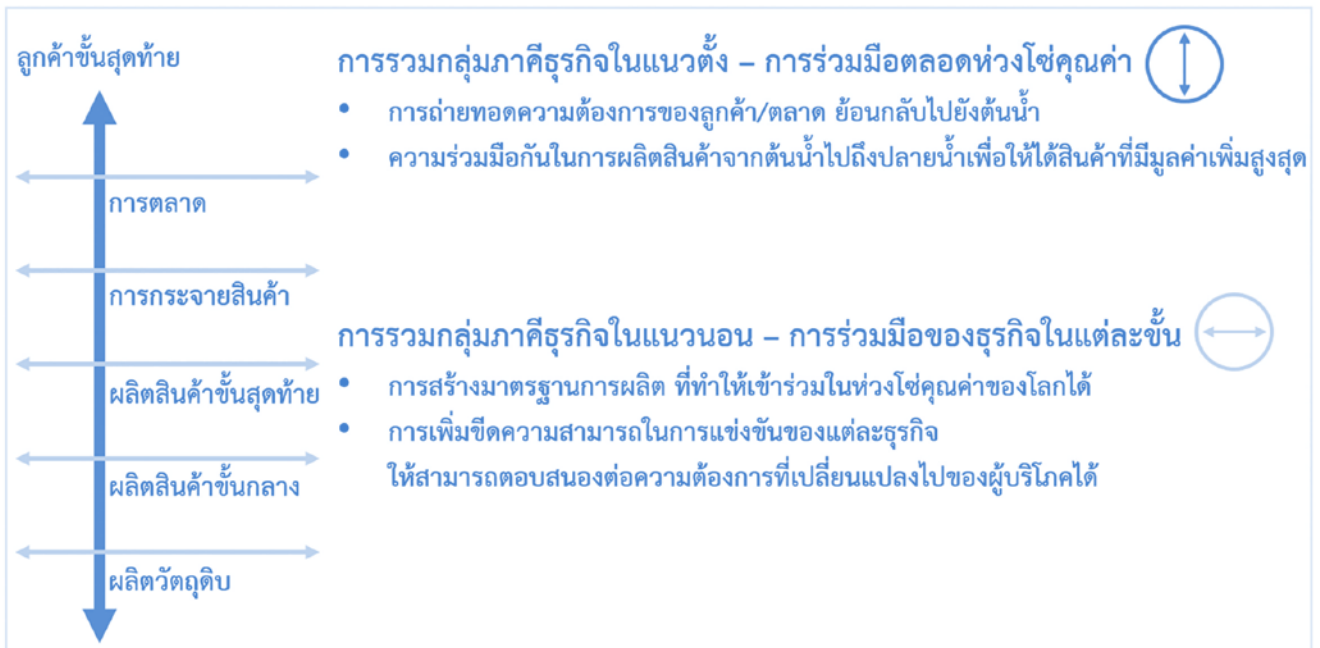 ลูกค้าขั้นสุดท้าย
การตลาด
การกระจายสินค้า
ผลิตสินค้าขั้นสุดท้าย
ผลิตสินค้าขั้นกลาง
ผลิตวัตถุดิบ
การรวมกลุ่มภาคีธุรกิจในแนวตั้ง – การร่วมมือตลอดห่วงโซ่คุณค่า
• การถ่ายทอดความต้องการของลูกค้า/ตลาด ย้อนกลับไปยังต้นน้ำ
• ความร่วมมือกันในการผลิตสินค้าจากต้นน้ำไปถึงปลายน้ำเพื่อให้ได้สินค้าที่มีมูลค่าเพิ่มสูงสุด
การรวมกลุ่มภาคีธุรกิจในแนวนอน – การร่วมมือของธุรกิจในแต่ละขั้น
• การสร้างมาตรฐานการผลิต ที่ทำให้เข้าร่วมในห่วงโซ่คุณค่าของโลกได้
• การเพิ่มขีดความสามารถในการแข่งขันของแต่ละธุรกิจ
ให้สามารถตอบสนองต่อความต้องการที่เปลี่ยนแปลงไปของผู้บริโภคได้